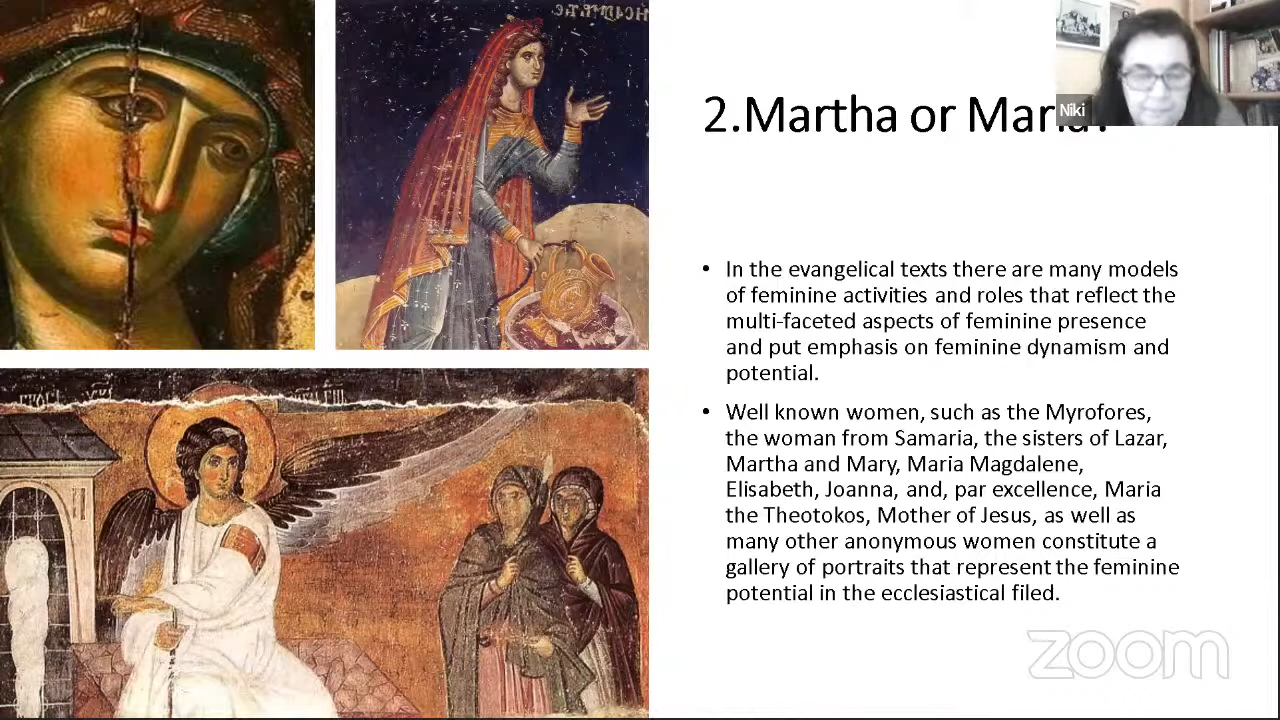 2.Martha or Maria?
Niki
• In the evangelical texts there are many models
of feminine activities and roles that reflect the
multi-faceted aspects of feminine presence
and put emphasis on feminine dynamism and
potential.
• Well known women, such as the Myrofores,
the woman from Samaria, the sisters of Lazar,
Martha and Mary, Maria Magdalene,
Elisabeth, Joanna, and, par excellence, Maria
the Theotokos, Mother of Jesus, as well as
many other anonymous women constitute a
gallery of portraits that represent the feminine
potential in the ecclesiastical filed.
zoom